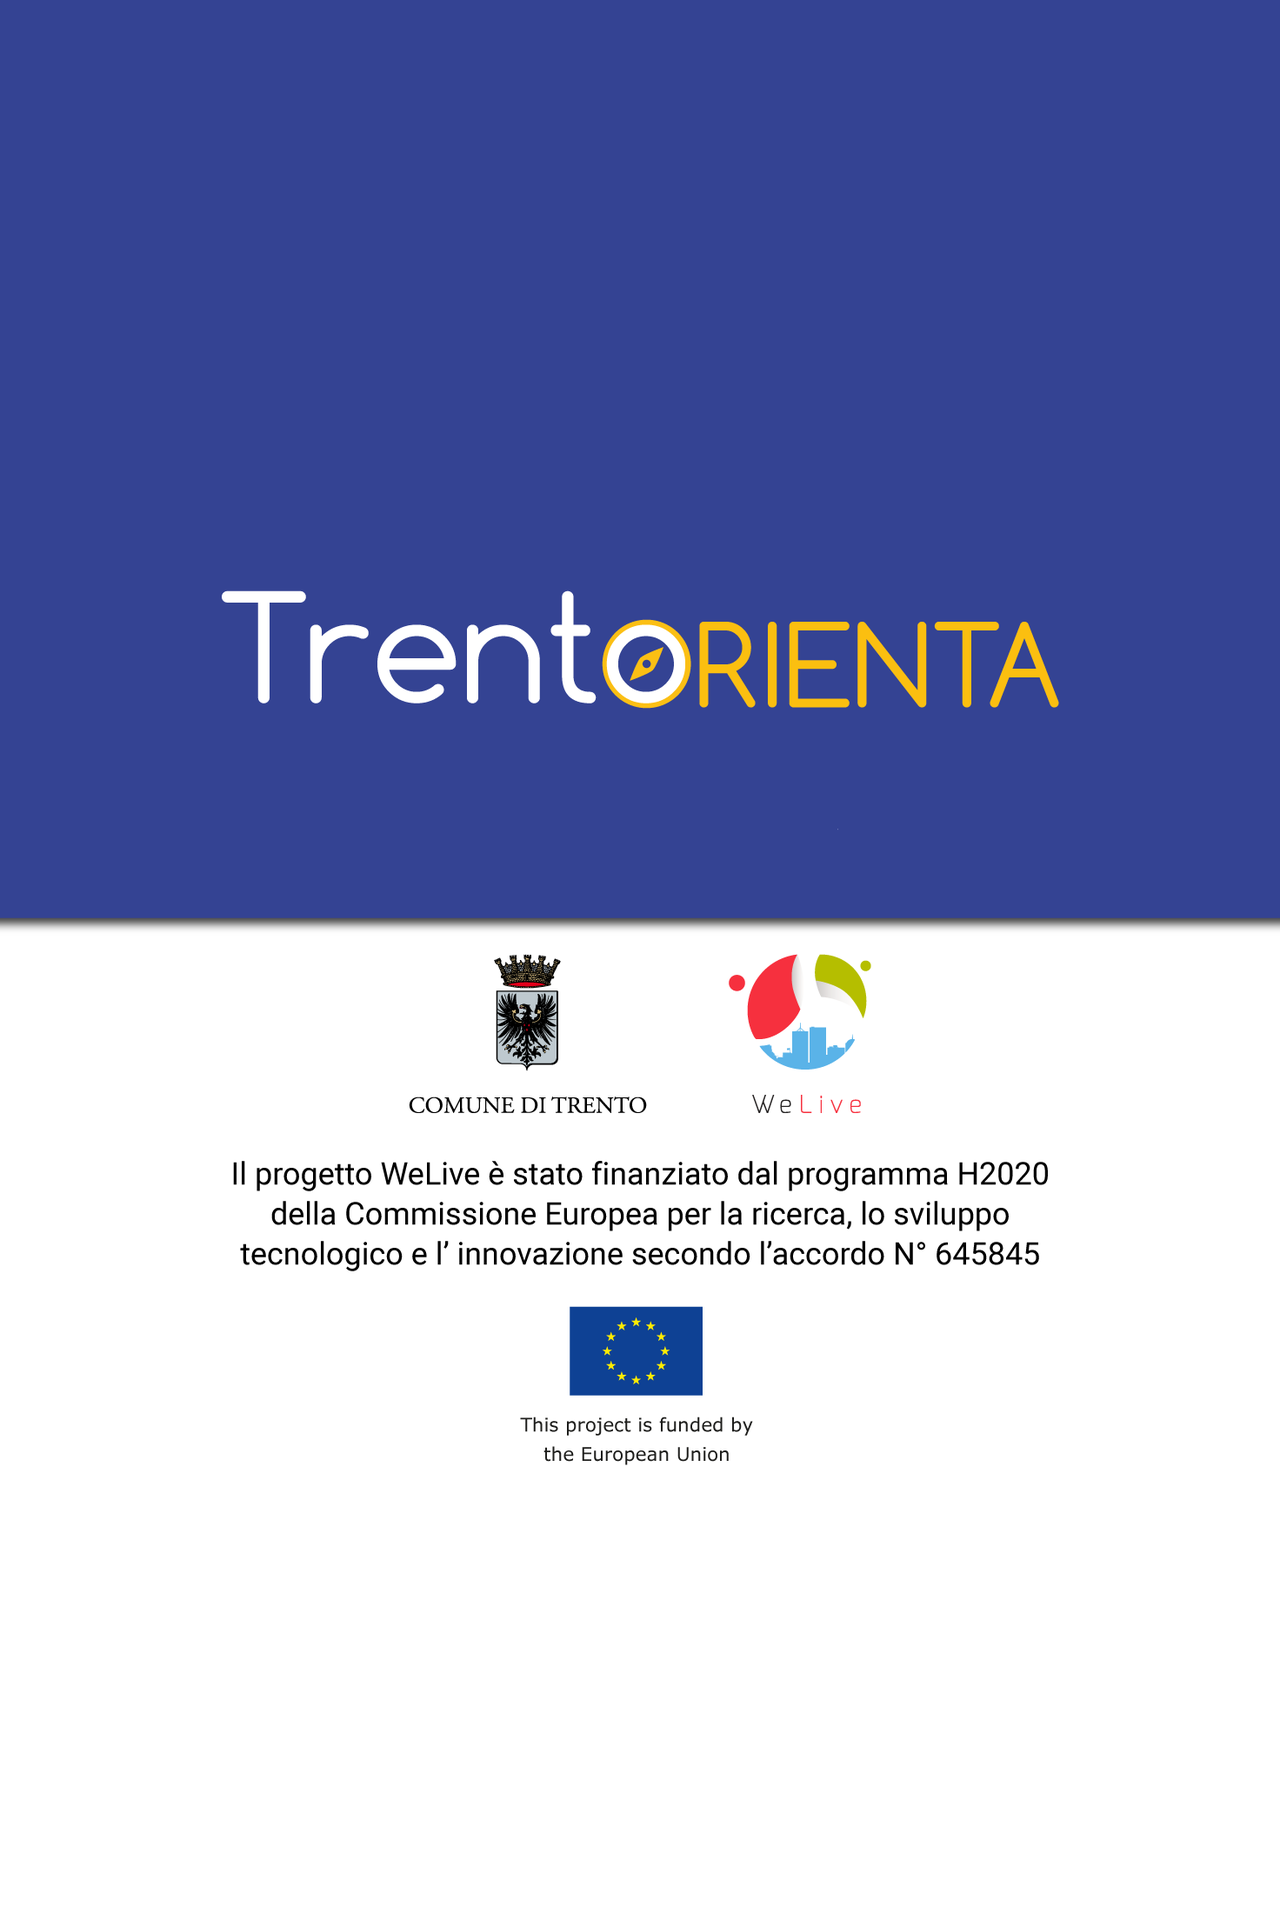 TrentoRIENTA
COMUNE DI TRENTO
WeLive
Il progetto WeLive è stato finanziato dal programma H2020
della Commissione Europea per la ricerca, lo sviluppo
tecnologico e l’ innovazione secondo l’accordo N° 645845
This project is funded by
the European Union